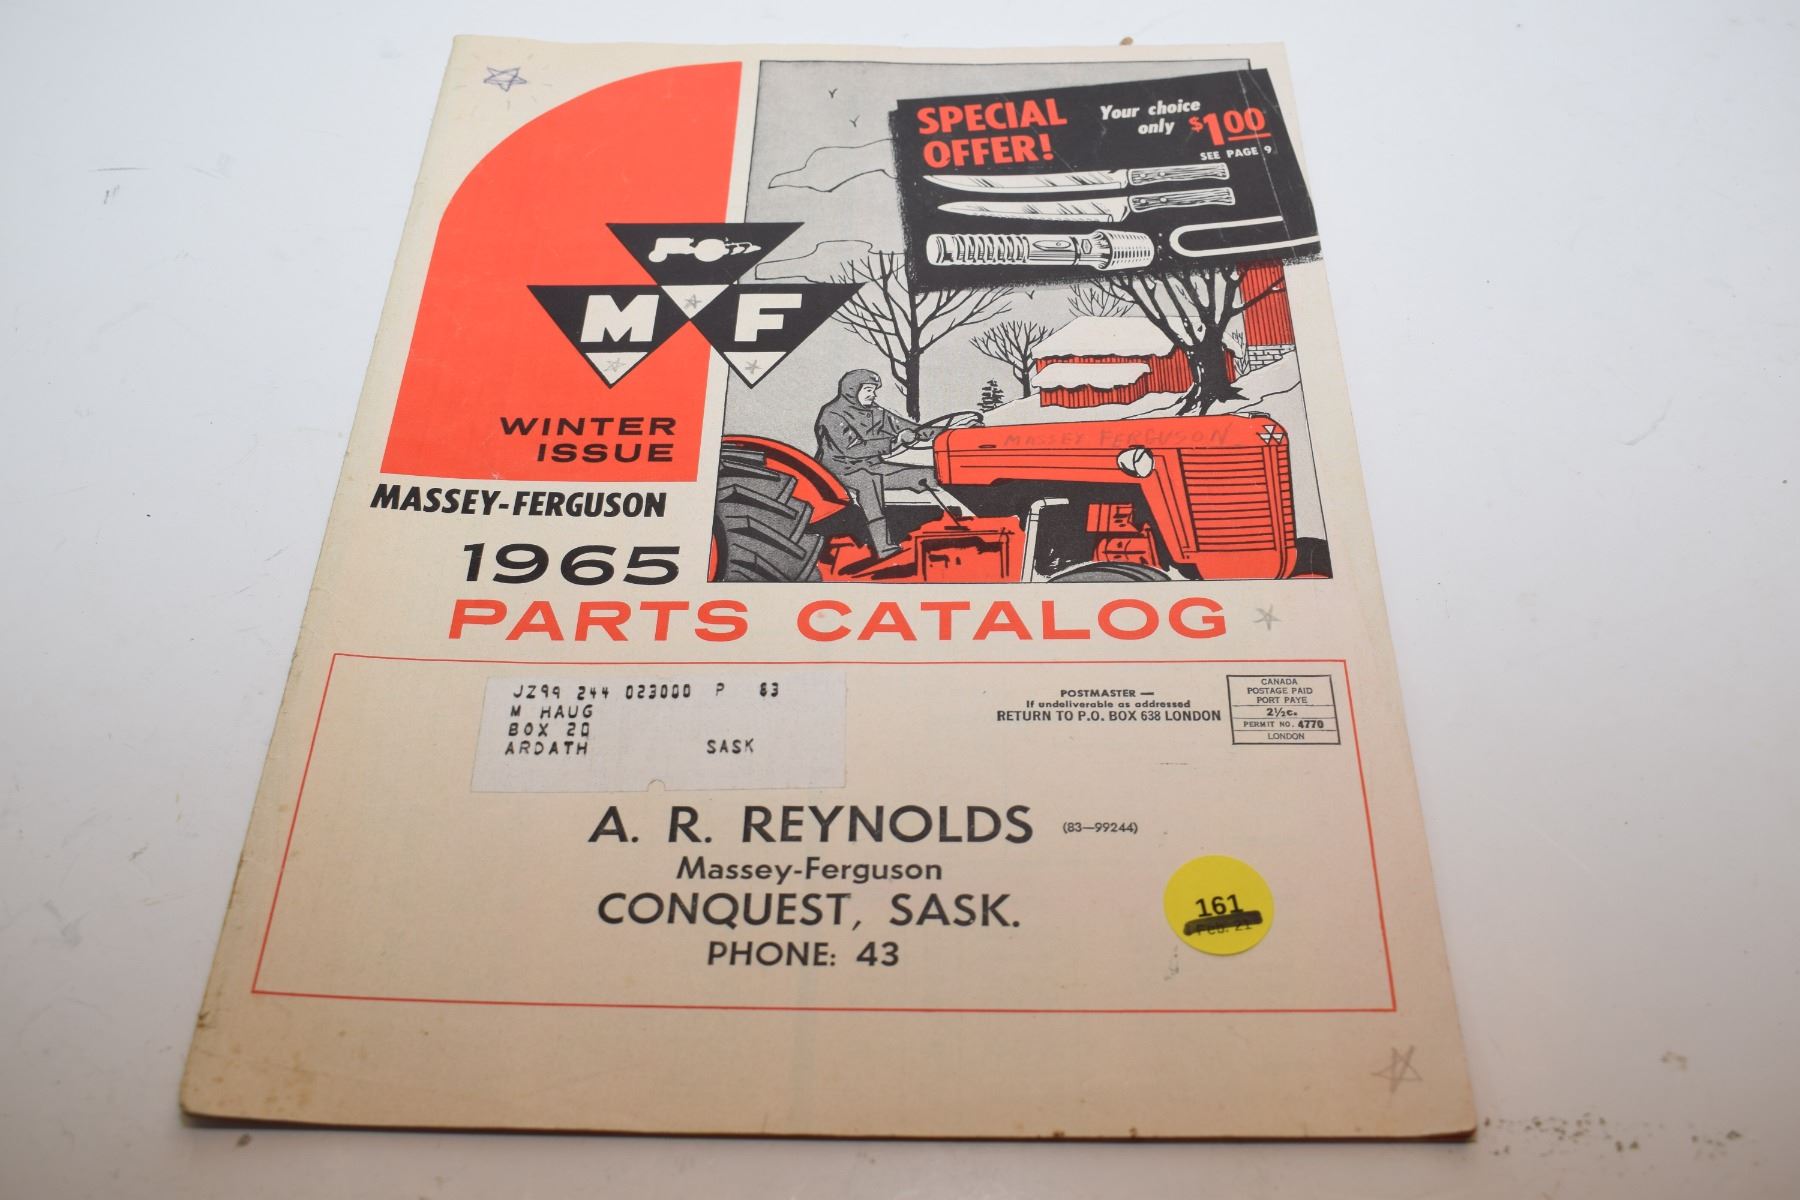 SPECIAL
OFFER!
Your choice
only $1.00
SEE PAGE 9
M F
WINTER
ISSUE
MASSEY-FERGUSON
MASSEY FERGUSON
1965
PARTS CATALOG
JZ99 244 023000 P 83
M HAUG
BOX 20
ARDATH SASK
POSTMASTER —
If undeliverable as addressed
RETURN TO P.O. BOX 638 LONDON
CANADA
POSTAGE PAID
PORT PAYE
2½c.
PERMIT NO. 4770
LONDON
A. R. REYNOLDS (83—99244)
Massey-Ferguson
CONQUEST, SASK.
PHONE: 43
161
Feb. 21